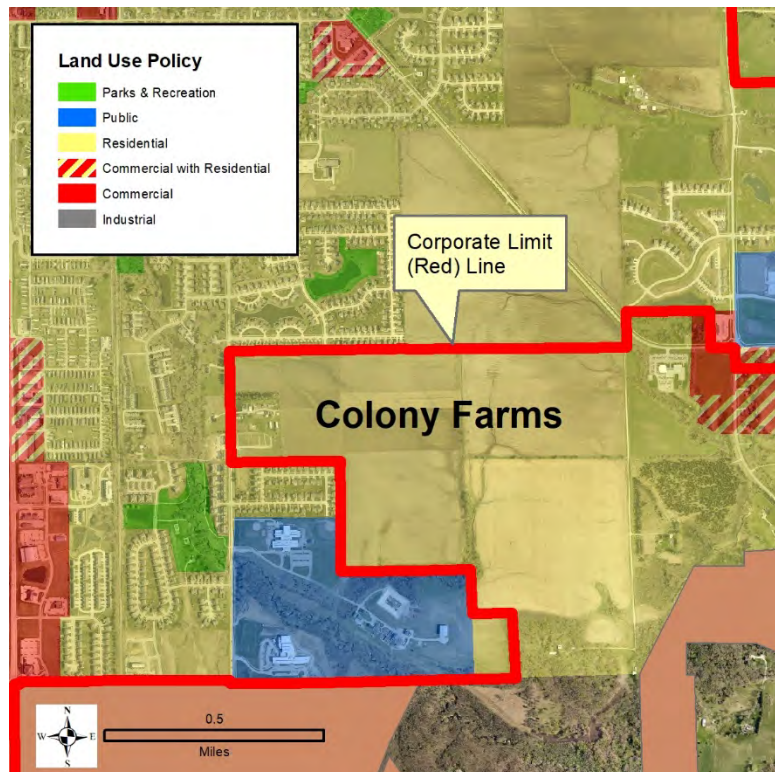 Land Use Policy
Parks & Recreation
Public
Residential
Commercial with Residential
Commercial
Industrial
Corporate Limit
(Red) Line
Colony Farms
N
W
E
S
0.5
Miles